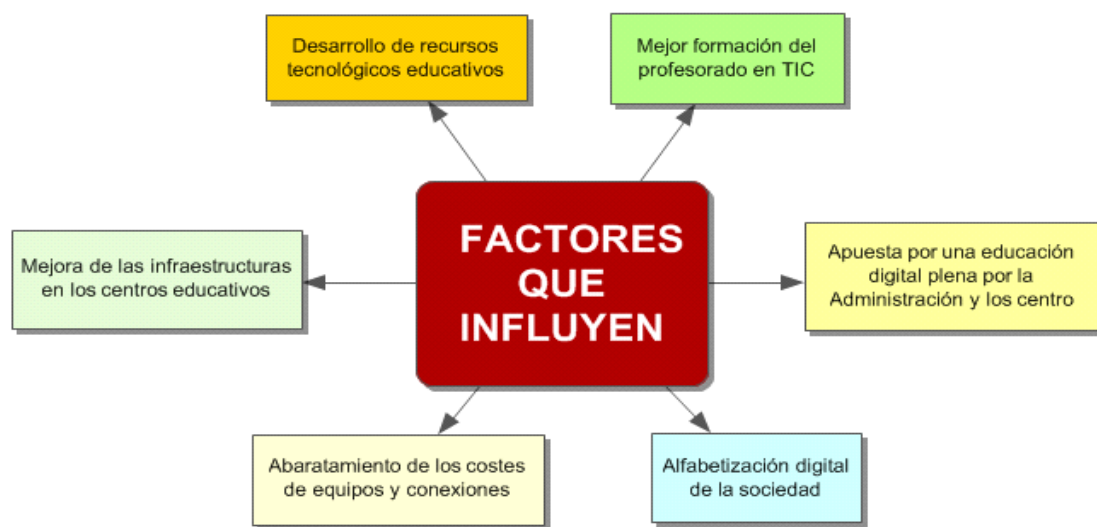 Desarrollo de recursos
tecnológicos educativos
Mejor formación del
profesorado en TIC
FACTORES
QUE
INFLUYEN
Mejora de las infraestructuras
en los centros educativos
Apuesta por una educación
digital plena por la
Administración y los centro
Abaratamiento de los costes
de equipos y conexiones
Alfabetización digital
de la sociedad